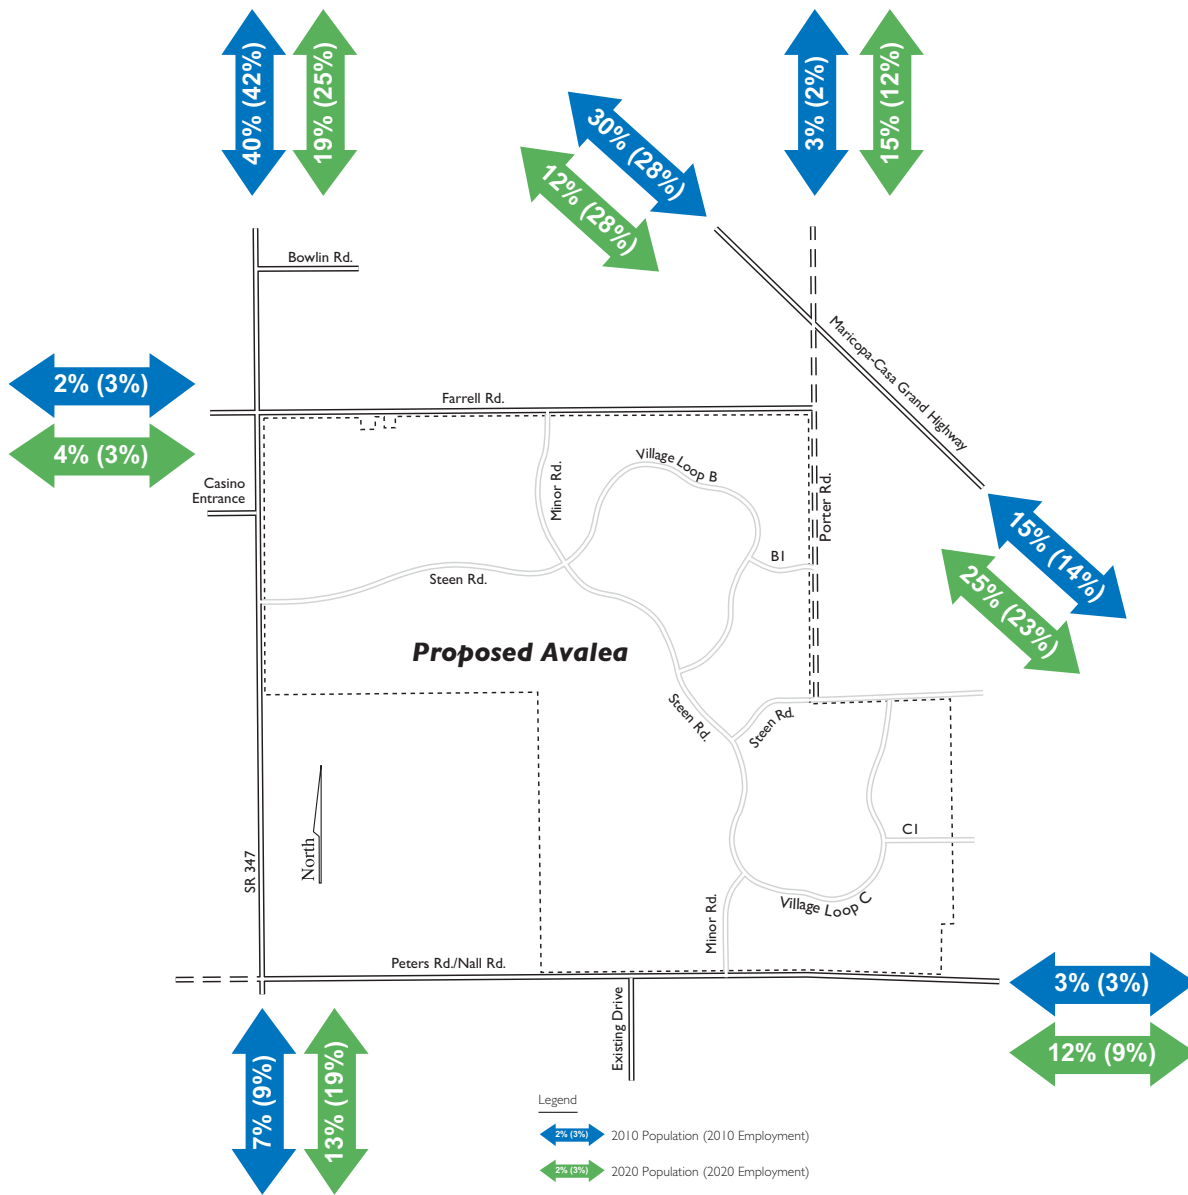 40% (42%)
19% (25%)
30% (28%)
12% (28%)
3% (2%)
15% (12%)
Bowlin Rd.
Maricopa-Casa Grand Highway
2% (3%)
4% (3%)
Farrell Rd.
Casino
Entrance
Minor Rd.
Village Loop B
Porter Rd.
B1
15% (14%)
25% (23%)
Steen Rd.
Proposed Avalea
Steen Rd.
Steen Rd.
North
SR 347
C1
Village Loop C
Minor Rd.
Peters Rd./Nall Rd.
Existing Drive
3% (3%)
12% (9%)
7% (9%)
13% (19%)
Legend
2% (3%) 2010 Population (2010 Employment)
2% (3%) 2020 Population (2020 Employment)